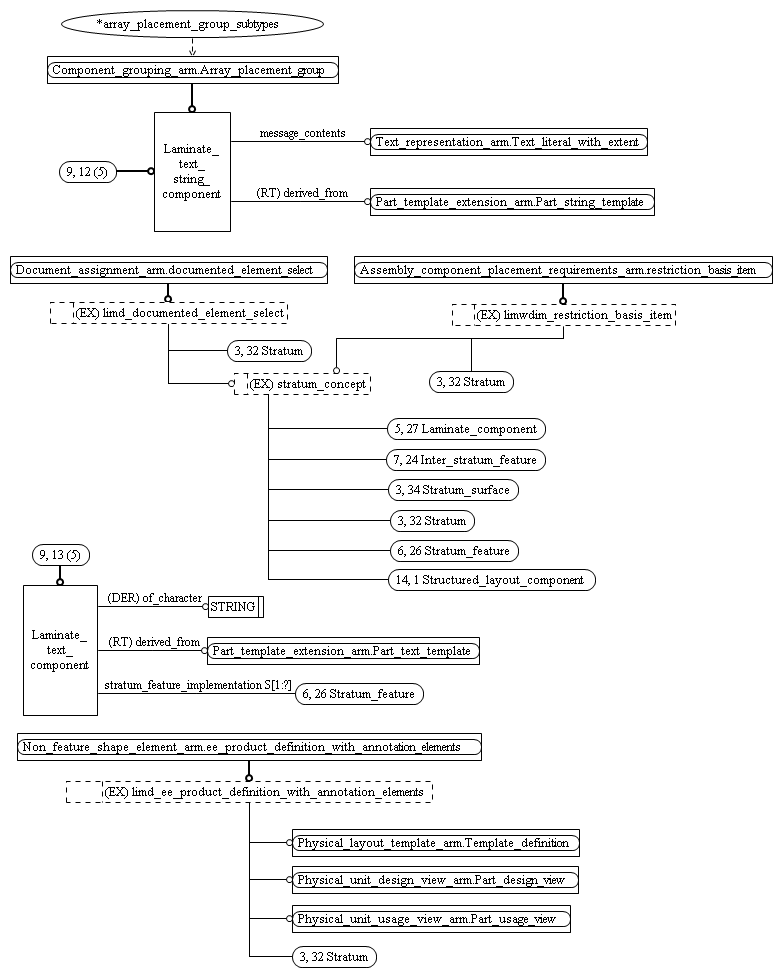 *array_placement_group_subtypes
Component_grouping_arm.Array_placement_group
Laminate_
text_
string_
component
9, 12 (5)
message_contents
Text_representation_arm.Text_literal_with_extent
(RT) derived_from
Part_template_extension_arm.Part_string_template
Document_assignment_arm.documented_element_select
(EX) limd_documented_element_select
3, 32 Stratum
Assembly_component_placement_requirements_arm.restriction_basis_item
(EX) limwdim_restriction_basis_item
3, 32 Stratum
(EX) stratum_concept
5, 27 Laminate_component
7, 24 Inter_stratum_feature
3, 34 Stratum_surface
3, 32 Stratum
6, 26 Stratum_feature
14, 1 Structured_layout_component
9, 13 (5)
Laminate_
text_
component
(DER) of_character
STRING
(RT) derived_from
Part_template_extension_arm.Part_text_template
stratum_feature_implementation S[1:?]
6, 26 Stratum_feature
Non_feature_shape_element_arm.ee_product_definition_with_annotation_elements
(EX) limd_ee_product_definition_with_annotation_elements
Physical_layout_template_arm.Template_definition
Physical_unit_design_view_arm.Part_design_view
Physical_unit_usage_view_arm.Part_usage_view
3, 32 Stratum